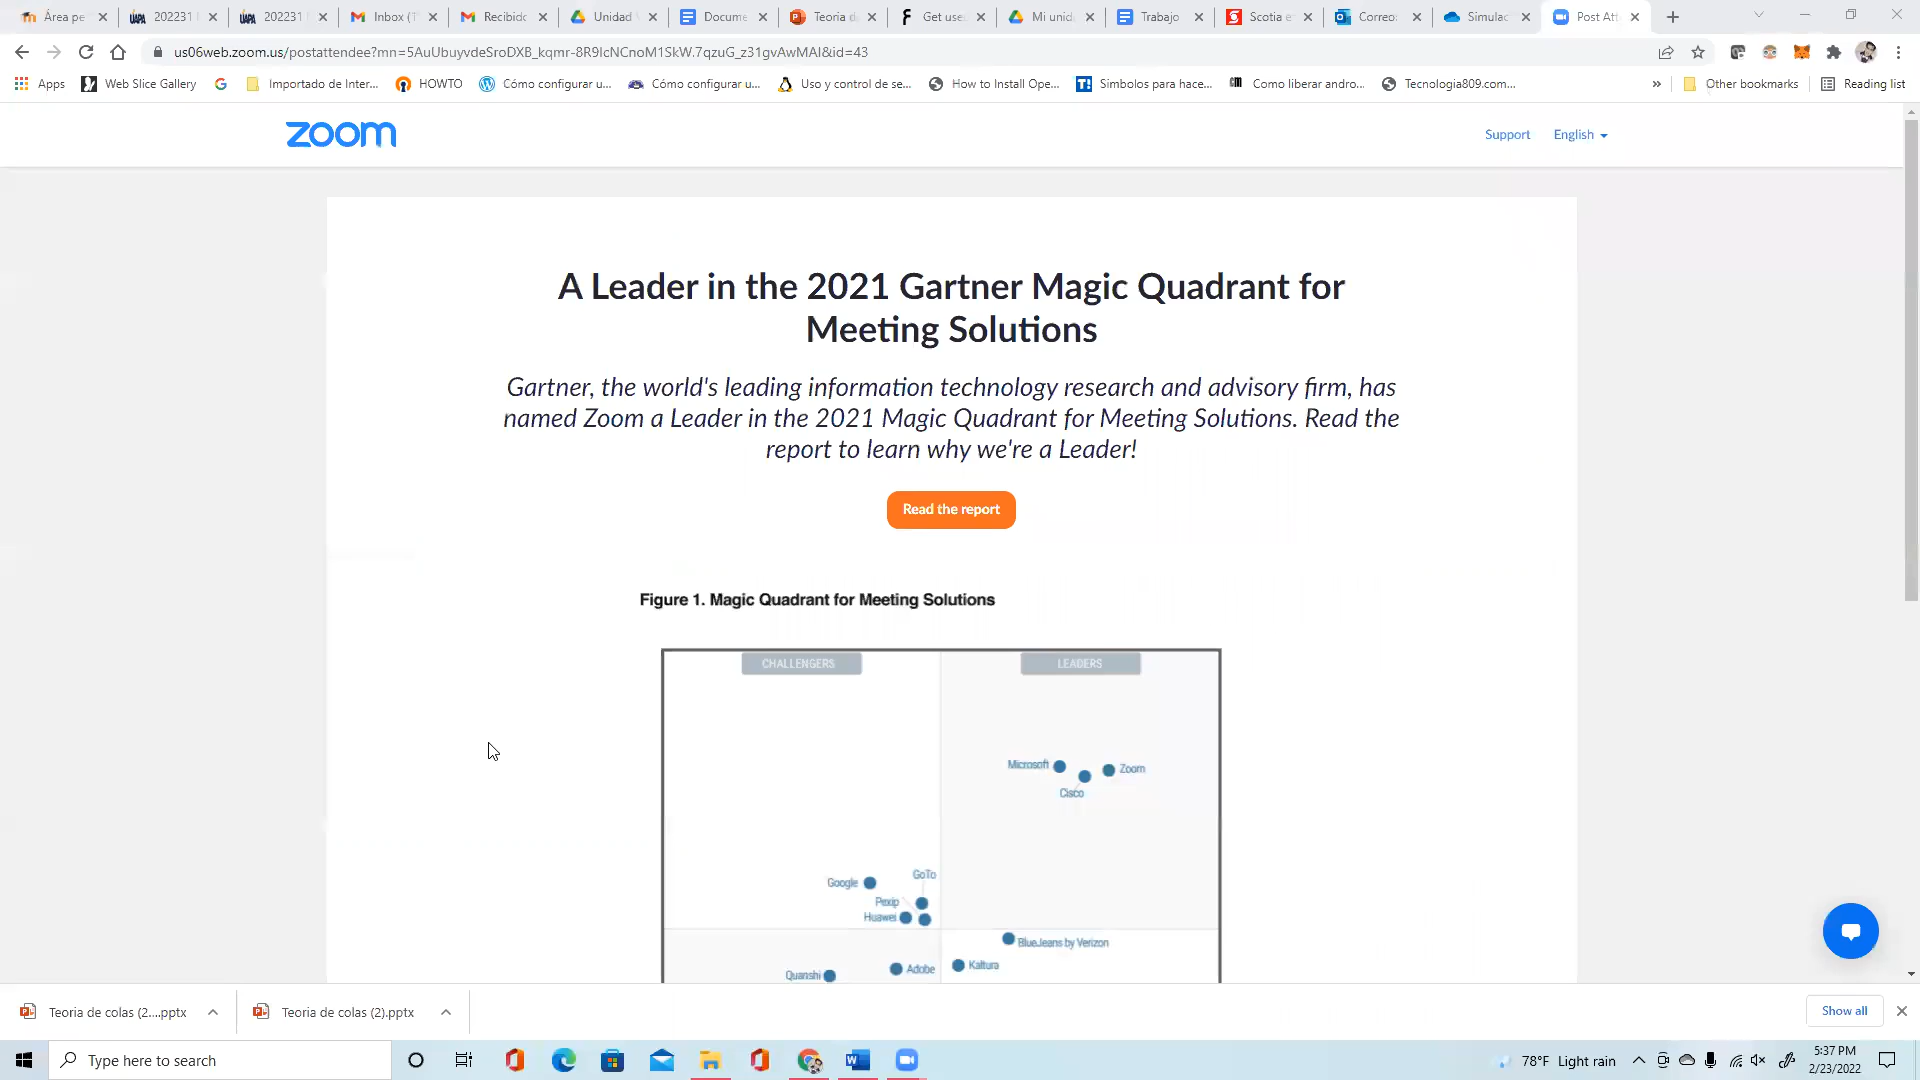 Área pe
202231
202231
Inbox (
Recibido
Unidad
Docume
Teoria d
Get use
Mi unid
Trabajo
Scotia e
Correo:
Simulac
Post Att
us06web.zoom.us/postattendee?mn=5AuUbuyvdeSroDXB_kqmr-8R9IcNCnoM1SkW.7qzuG_z31gvAwMAI&id=43
Apps
Web Slice Gallery
Importado de Inter...
HOWTO
Cómo configurar u...
Cómo configurar u...
Uso y control de se...
How to Install Ope...
Simbolos para hace...
Como liberar andro...
Tecnologia809.com...
»
Other bookmarks
Reading list
zoom
Support
English
A Leader in the 2021 Gartner Magic Quadrant for
Meeting Solutions
Gartner, the world's leading information technology research and advisory firm, has
named Zoom a Leader in the 2021 Magic Quadrant for Meeting Solutions. Read the
report to learn why we're a Leader!
Read the report
Figure 1. Magic Quadrant for Meeting Solutions
CHALLENGERS
LEADERS
Microsoft
Zoom
Cisco
Google
GoTo
Pexip
Huawei
BlueJeans by Verizon
Quanshi
Adobe
Kaltura
Teoria de colas (2....pptx
Teoria de colas (2).pptx
Show all
Type here to search
78°F Light rain
5:37 PM
2/23/2022